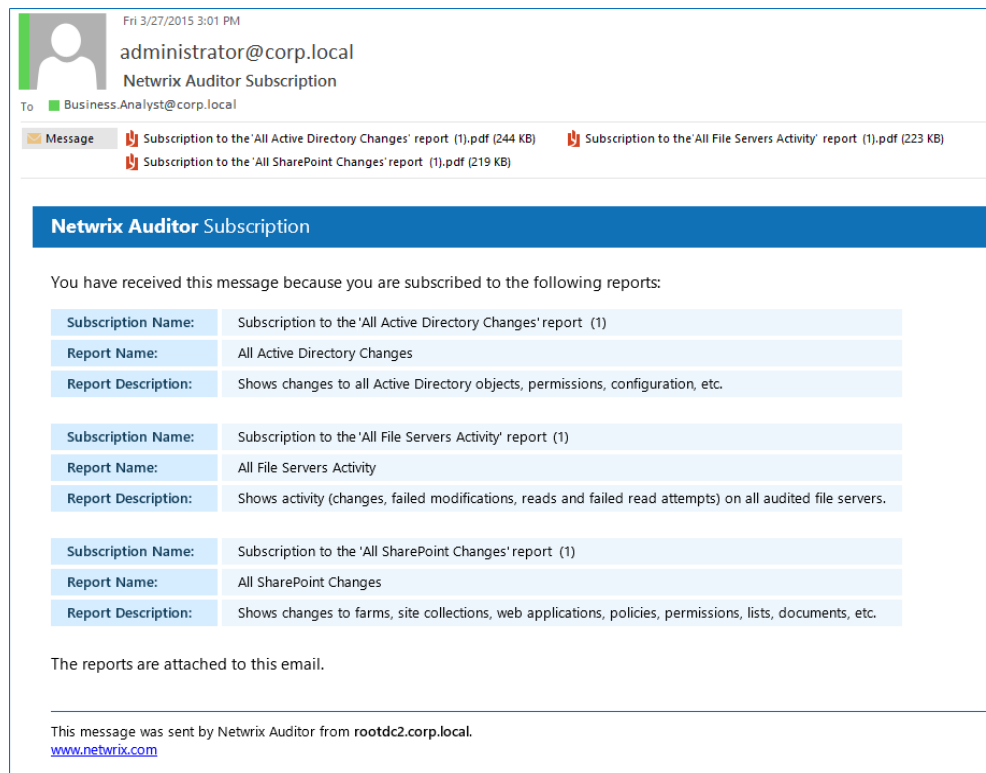 Fri 3/27/2015 3:01 PM
administrator@corp.local
Netwrix Auditor Subscription
To Business.Analyst@corp.local
Message Subscription to the 'All Active Directory Changes' report (1).pdf (244 KB) Subscription to the 'All File Servers Activity' report (1).pdf (223 KB)
Subscription to the 'All SharePoint Changes' report (1).pdf (219 KB)
Netwrix Auditor Subscription
You have received this message because you are subscribed to the following reports:
Subscription Name: Subscription to the 'All Active Directory Changes' report (1)
Report Name: All Active Directory Changes
Report Description: Shows changes to all Active Directory objects, permissions, configuration, etc.
Subscription Name: Subscription to the 'All File Servers Activity' report (1)
Report Name: All File Servers Activity
Report Description: Shows activity (changes, failed modifications, reads and failed read attempts) on all audited file servers.
Subscription Name: Subscription to the 'All SharePoint Changes' report (1)
Report Name: All SharePoint Changes
Report Description: Shows changes to farms, site collections, web applications, policies, permissions, lists, documents, etc.
The reports are attached to this email.
This message was sent by Netwrix Auditor from rootdc2.corp.local.
www.netwrix.com